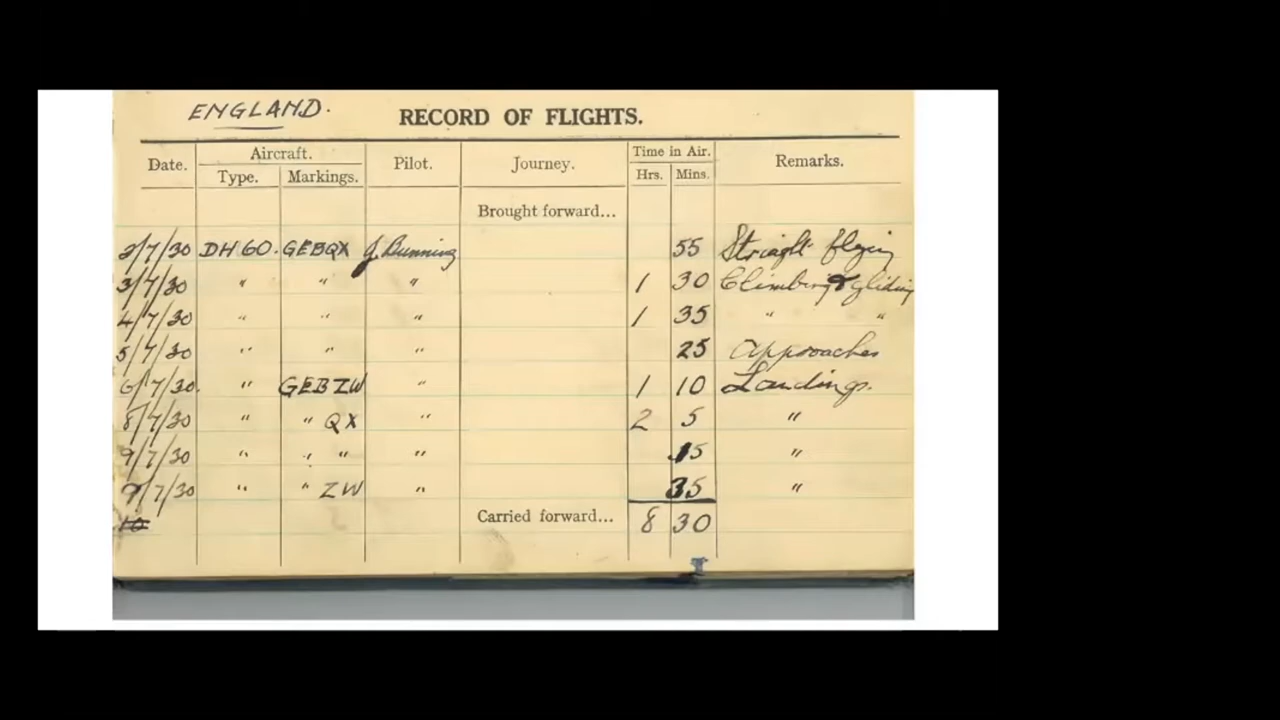 ENGLAND.
RECORD OF FLIGHTS.
Date. Aircraft. Pilot. Journey. Time in Air. Remarks.
Type. Markings. Hrs. Mins.
Brought forward...
2/7/30 DH 60. GEBQX J. Bunning 55 Straight flying
3/7/30 " " " 1 30 Climbing & gliding
4/7/30 " " " 1 35 " "
5/7/30 " " " 25 Approaches
6/7/30. " GEBZW " 1 10 Landings.
8/7/30 " " QX " 2 5 "
9/7/30 " " " " 15 "
9/7/30 " " ZW " 35 "
10 Carried forward... 8 30